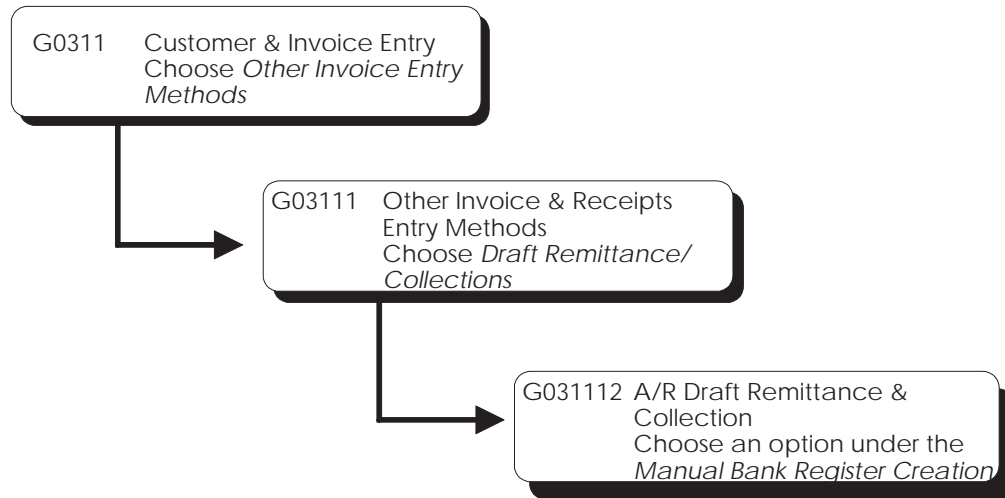 G0311 Customer & Invoice Entry
Choose Other Invoice Entry
Methods
G03111 Other Invoice & Receipts
Entry Methods
Choose Draft Remittance/
Collections
G031112 A/R Draft Remittance &
Collection
Choose an option under the
Manual Bank Register Creation